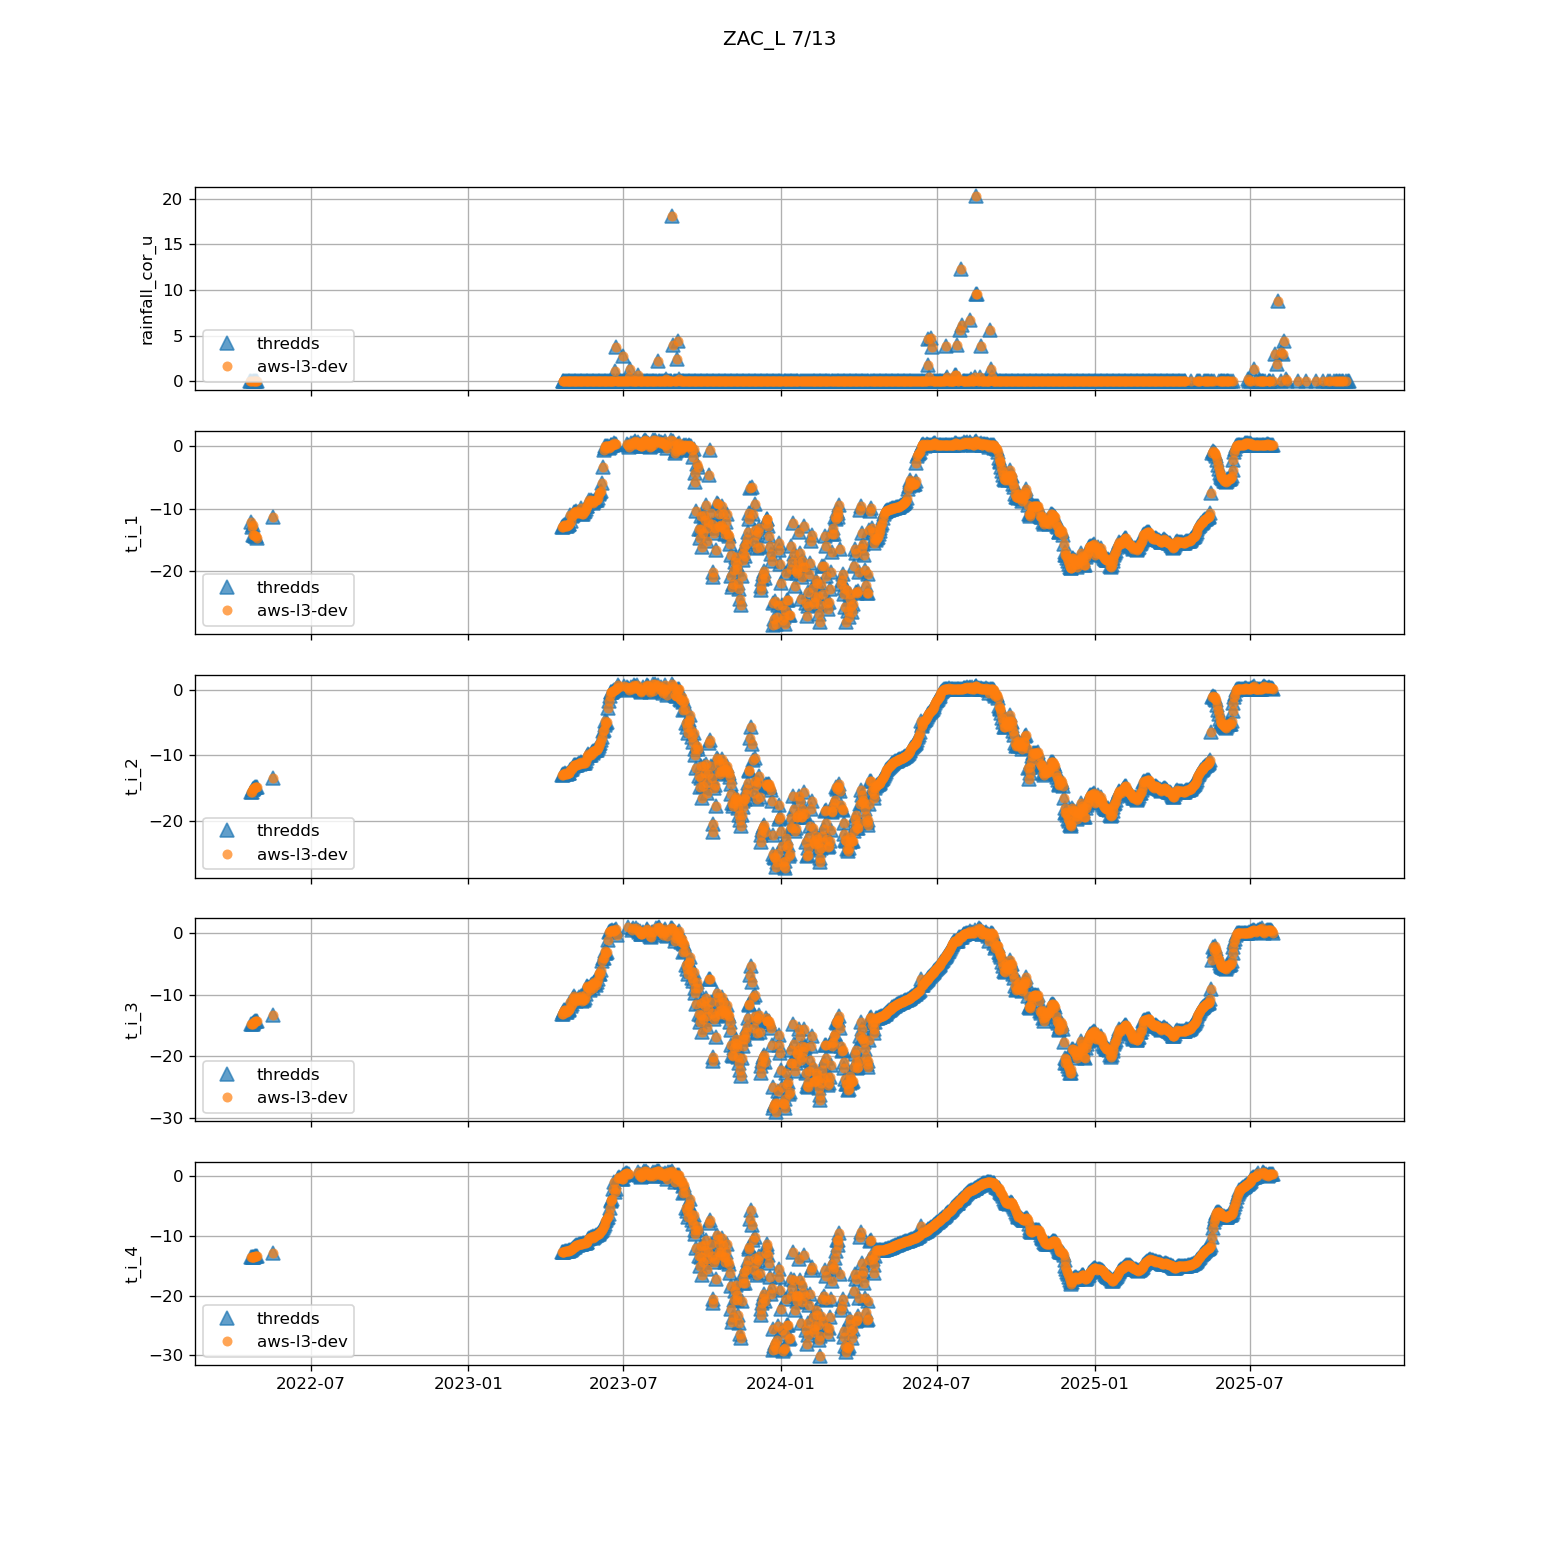 ZAC_L 7/13
rainfall_cor_u
20
15
10
5
0
thredds
aws-l3-dev
t_i_1
0
−10
−20
thredds
aws-l3-dev
t_i_2
0
−10
−20
thredds
aws-l3-dev
t_i_3
0
−10
−20
−30
thredds
aws-l3-dev
t_i_4
0
−10
−20
−30
thredds
aws-l3-dev
2022-07 2023-01 2023-07 2024-01 2024-07 2025-01 2025-07